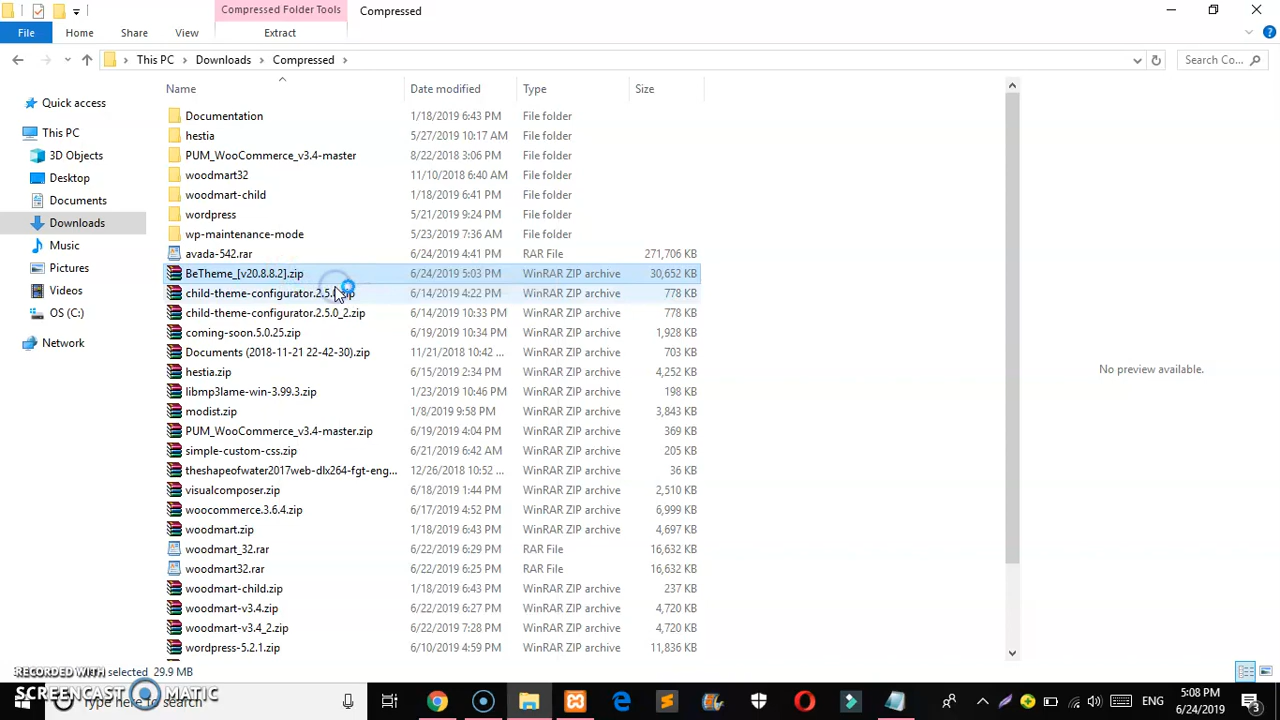 Compressed Folder Tools
Compressed
File
Home
Share
View
Extract
This PC
Downloads
Compressed
Search Co...
Name
Date modified
Type
Size
Quick access
This PC
3D Objects
Desktop
Documents
Downloads
Music
Pictures
Videos
OS (C:)
Network
Documentation 1/18/2019 6:43 PM File folder
hestia 5/27/2019 10:17 AM File folder
PUM_WooCommerce_v3.4-master 8/22/2018 3:06 PM File folder
woodmart32 11/10/2018 6:40 AM File folder
woodmart-child 1/18/2019 6:41 PM File folder
wordpress 5/21/2019 9:24 PM File folder
wp-maintenance-mode 5/23/2019 7:36 AM File folder
avada-542.rar 6/24/2019 4:41 PM RAR File 271,706 KB
BeTheme_[v20.8.8.2].zip 6/24/2019 5:03 PM WinRAR ZIP archive 30,652 KB
child-theme-configurator.2.5. 6/14/2019 4:22 PM WinRAR ZIP archive 778 KB
child-theme-configurator.2.5.0_2.zip 6/14/2019 10:33 PM WinRAR ZIP archive 778 KB
coming-soon.5.0.25.zip 6/19/2019 10:34 PM WinRAR ZIP archive 1,928 KB
Documents (2018-11-21 22-42-30).zip 11/21/2018 10:42 ... WinRAR ZIP archive 703 KB
hestia.zip 6/15/2019 2:34 PM WinRAR ZIP archive 4,252 KB
libmp3lame-win-3.99.3.zip 1/23/2019 10:46 PM WinRAR ZIP archive 198 KB
modist.zip 1/8/2019 9:58 PM WinRAR ZIP archive 3,843 KB
PUM_WooCommerce_v3.4-master.zip 6/19/2019 4:04 PM WinRAR ZIP archive 369 KB
simple-custom-css.zip 6/21/2019 6:42 AM WinRAR ZIP archive 205 KB
theshapeofwater2017web-dlx264-fgt-eng... 12/26/2018 10:52 ... WinRAR ZIP archive 36 KB
visualcomposer.zip 6/18/2019 1:44 PM WinRAR ZIP archive 2,510 KB
woocommerce.3.6.4.zip 6/17/2019 4:52 PM WinRAR ZIP archive 6,999 KB
woodmart.zip 1/18/2019 6:43 PM WinRAR ZIP archive 4,697 KB
woodmart_32.rar 6/22/2019 6:29 PM RAR File 16,632 KB
woodmart32.rar 6/22/2019 6:25 PM RAR File 16,632 KB
woodmart-child.zip 1/18/2019 6:43 PM WinRAR ZIP archive 237 KB
woodmart-v3.4.zip 6/22/2019 6:27 PM WinRAR ZIP archive 4,720 KB
woodmart-v3.4_2.zip 6/22/2019 7:28 PM WinRAR ZIP archive 4,720 KB
wordpress-5.2.1.zip 6/10/2019 4:59 PM WinRAR ZIP archive 11,836 KB
No preview available.
selected 29.9 MB
RECORDED WITH
SCREENCAST MATIC
Type here to search
ENG
5:08 PM
6/24/2019
3